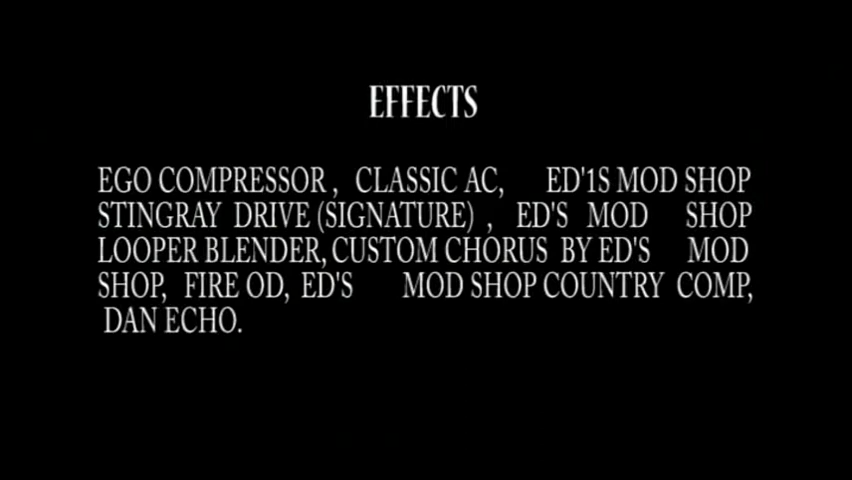 EFFECTS
EGO COMPRESSOR , CLASSIC AC, ED'1S MOD SHOP
STINGRAY DRIVE (SIGNATURE) , ED'S MOD SHOP
LOOPER BLENDER, CUSTOM CHORUS BY ED'S MOD
SHOP, FIRE OD, ED'S MOD SHOP COUNTRY COMP,
DAN ECHO.